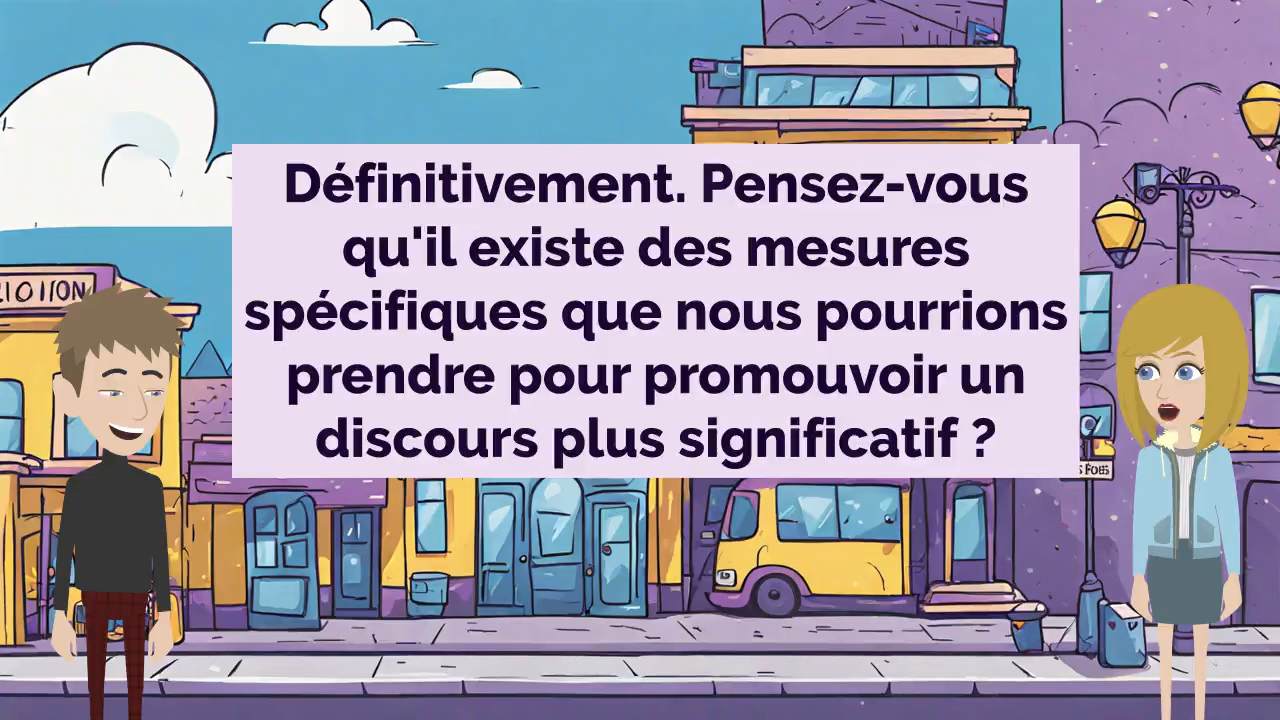 Définitivement. Pensez-vous
qu'il existe des mesures
spécifiques que nous pourrions
prendre pour promouvoir un
discours plus significatif ?